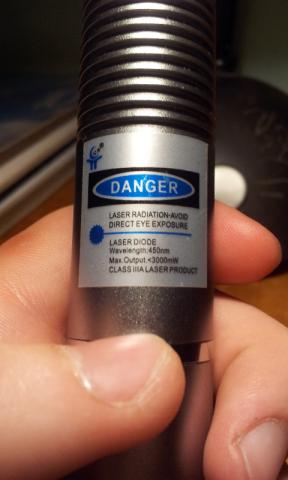 DANGER
LASER RADIATION-AVOID
DIRECT EYE EXPOSURE
LASER DIODE
Wavelength:450nm
Max.Output:<3000mW
CLASS IIIA LASER PRODUCT